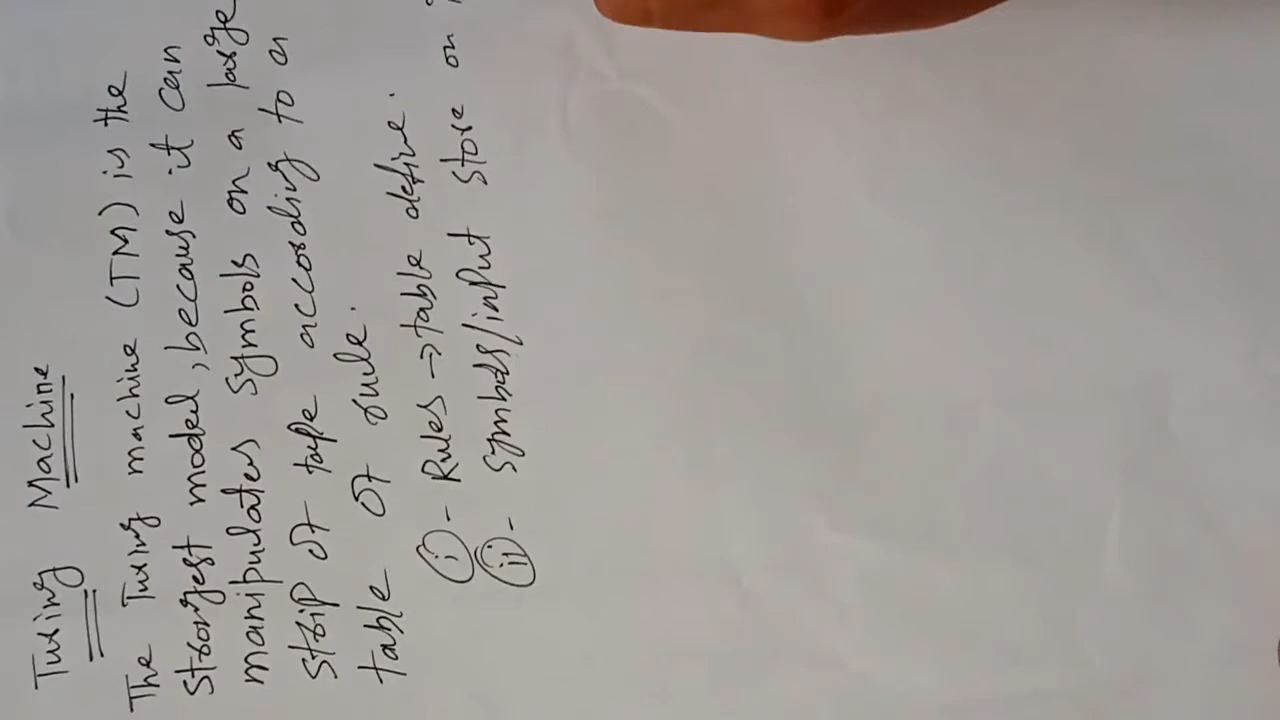 Turing Machine
The Turing machine (TM) is the
strongest model, because it can
manipulates symbols on a large
strip of tape according to a
table of rule.
(i) - Rules → table define.
(ii) - symbols/input store on